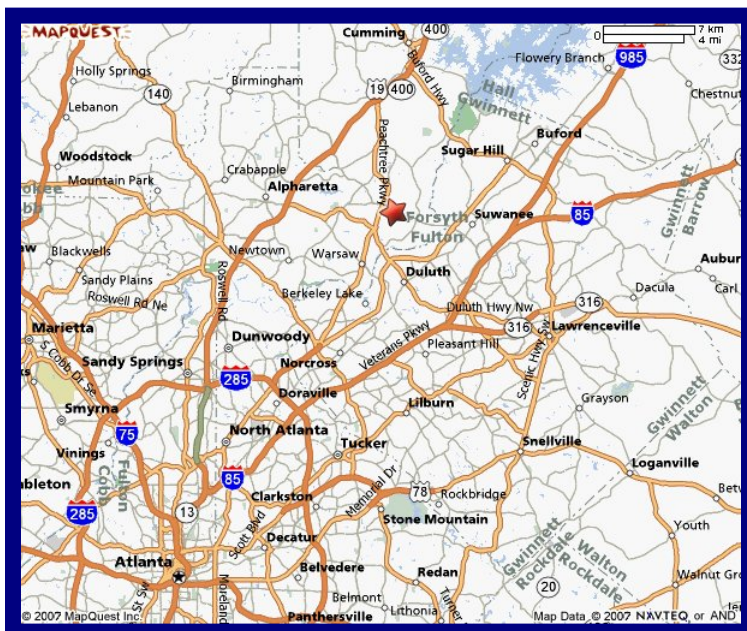 MAPQUEST
Cumming
400
0
7 km
4 mi
985
332
Flowery Branch
Holly Springs
Birmingham
19
400
Buford Hwy
Hall
Gwinnett
Chestnut
140
Lebanon
Peachtree Pkwy
Buford
Sugar Hill
Woodstock
Crabapple
Mountain Park
Alpharetta
Gwinnett
Barrow
Forsyth
Fulton
Suwanee
85
Blackwells
Newtown
Warsaw
Auburn
Sandy Plains
Duluth
Dacula
Carl
Roswell Rd Ne
Roswell Rd
Berkeley Lake
Duluth Hwy Nw
316
316
Marietta
Dunwoody
Veterans Pkwy
Lawrenceville
S Cobb Dr Se
Sandy Springs
Norcross
Pleasant Hill
Scenic Hwy Sw
285
Doraville
Grayson
Smyrna
Lilburn
Gwinnett
Walton
75
North Atlanta
Tucker
Snellville
Vinings
Fulton
Cobb
Loganville
85
Memorial Dr
78
Rockbridge
Clarkston
285
13
Scott Blvd
Stone Mountain
Youth
Decatur
Gwinnett
Rockdale
Walton
Rockdale
Atlanta
Belvedere
Redan
20
Walnut Gro
St Sw
Moreland
Belmont
Turner
Panthersville
Lithonia
© 2007 MapQuest Inc.
Map Data © 2007 NAVTEQ or AND